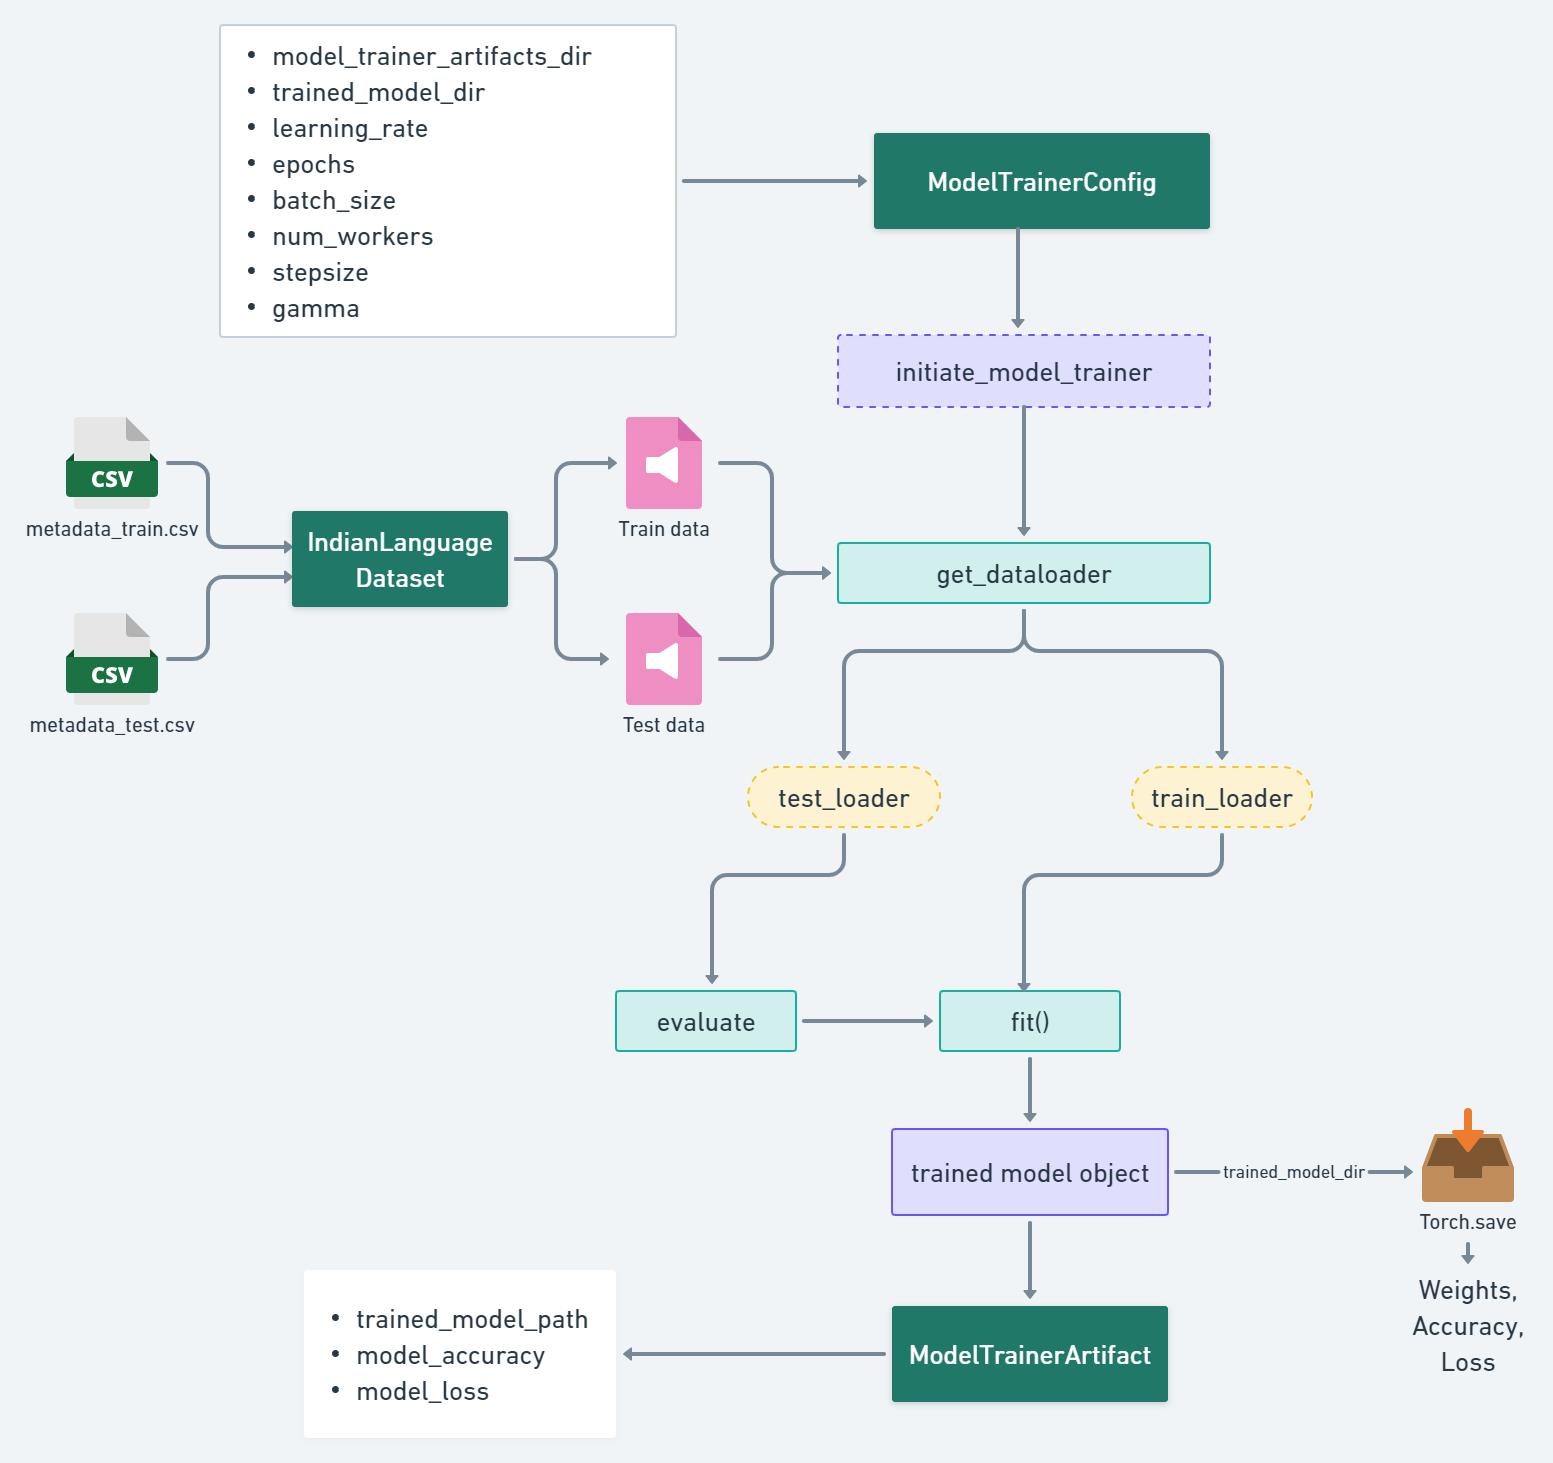 • model_trainer_artifacts_dir
• trained_model_dir
• learning_rate
• epochs
• batch_size
• num_workers
• stepsize
• gamma
ModelTrainerConfig
initiate_model_trainer
CSV
metadata_train.csv
CSV
metadata_test.csv
IndianLanguage
Dataset
Train data
Test data
get_dataloader
test_loader
train_loader
evaluate
fit()
trained model object
trained_model_dir
Torch.save
Weights,
Accuracy,
Loss
ModelTrainerArtifact
• trained_model_path
• model_accuracy
• model_loss